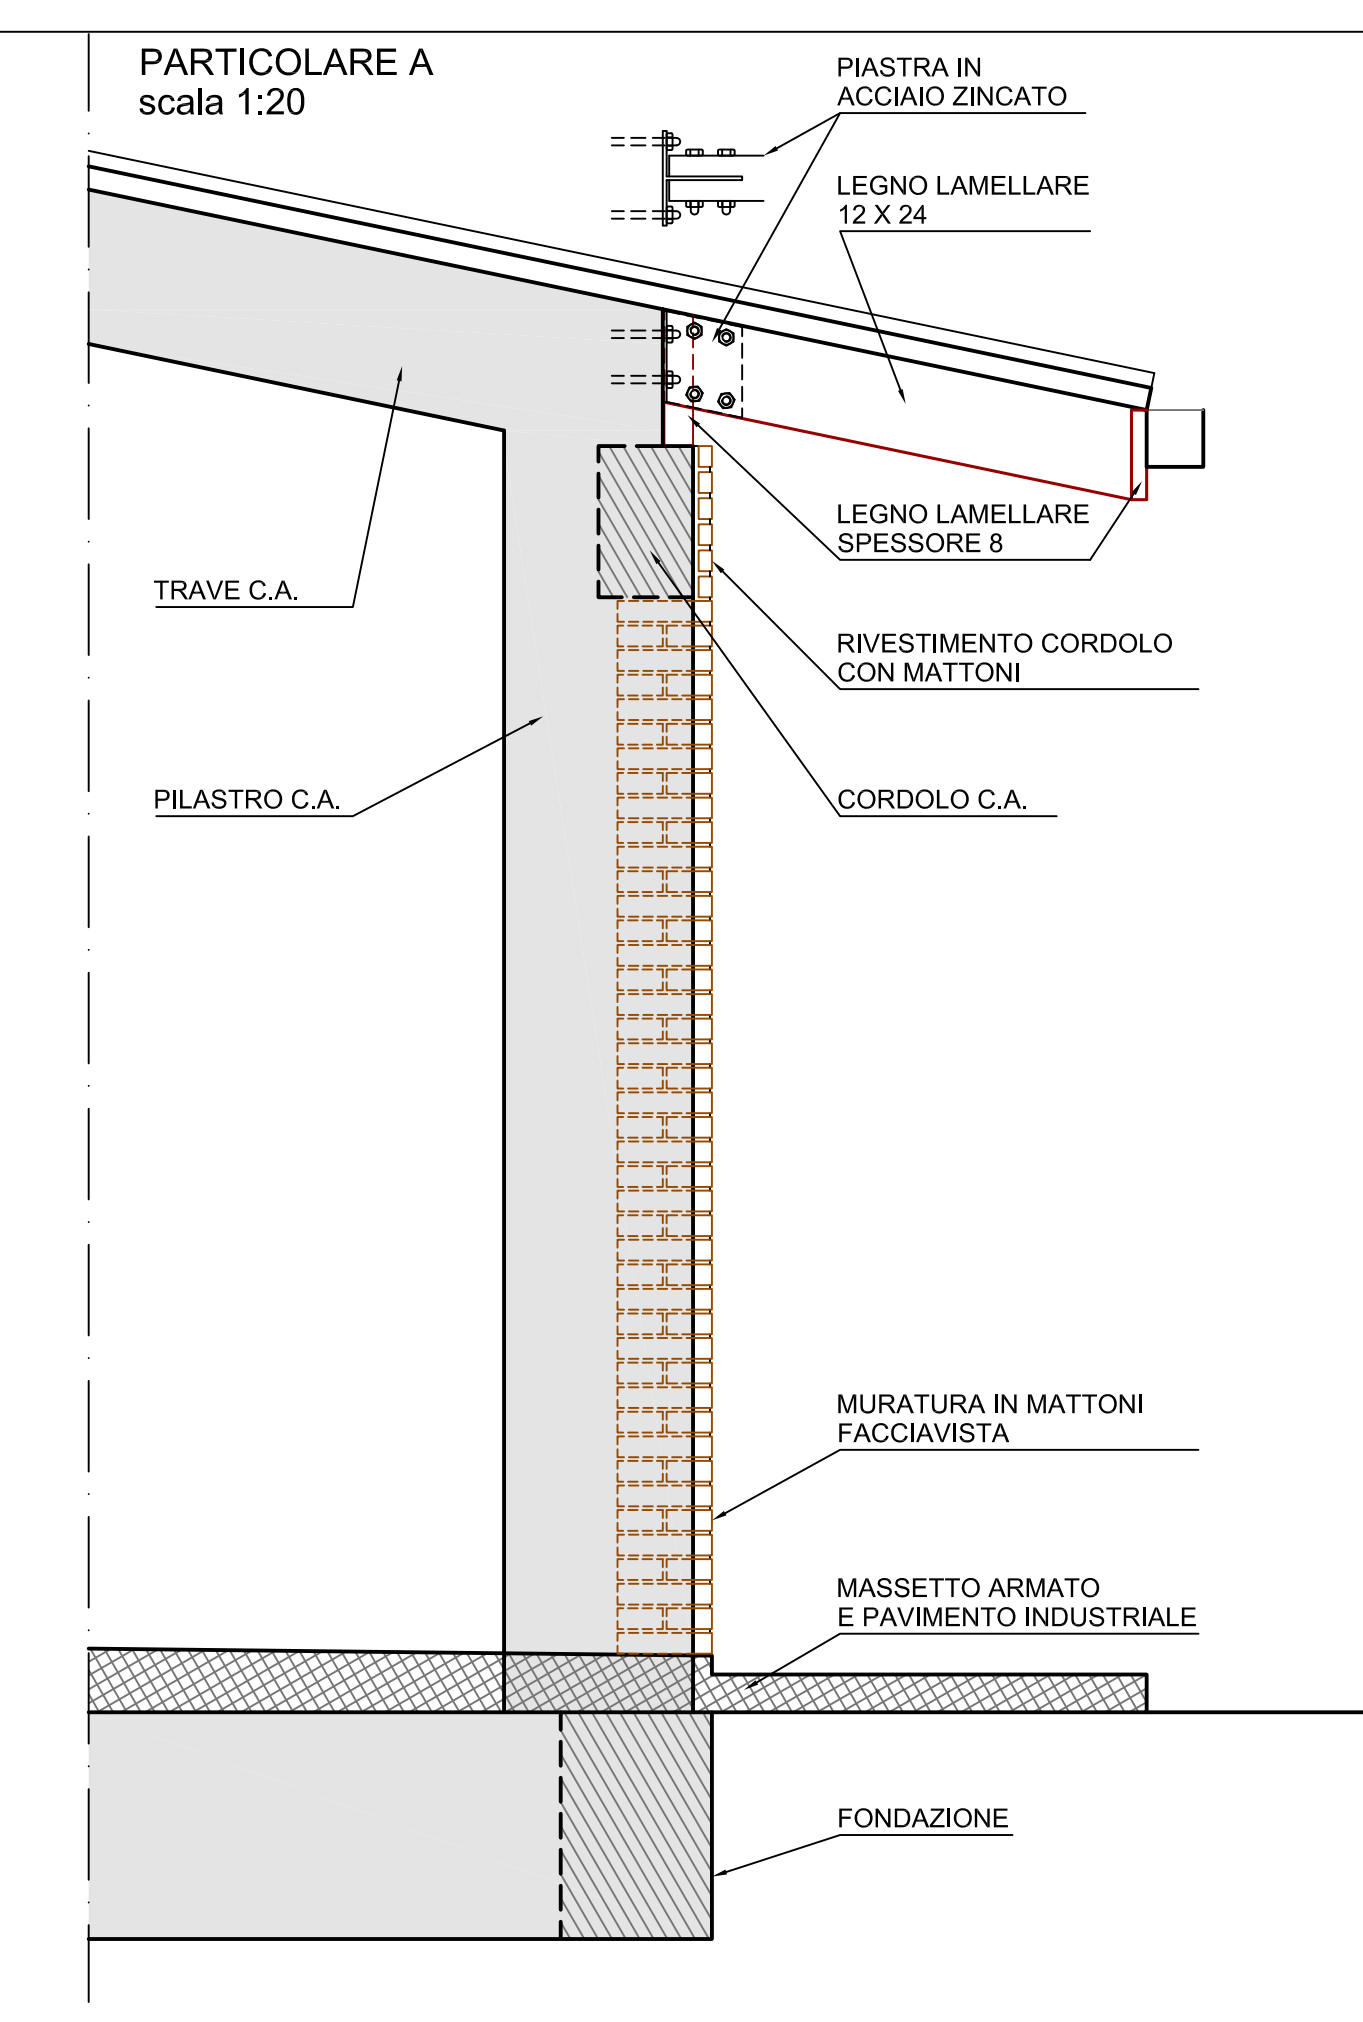 PARTICOLARE A
scala 1:20
PIASTRA IN
ACCIAIO ZINCATO
LEGNO LAMELLARE
12 X 24
LEGNO LAMELLARE
SPESSORE 8
TRAVE C.A.
RIVESTIMENTO CORDOLO
CON MATTONI
PILASTRO C.A.
CORDOLO C.A.
MURATURA IN MATTONI
FACCIAVISTA
MASSETTO ARMATO
E PAVIMENTO INDUSTRIALE
FONDAZIONE